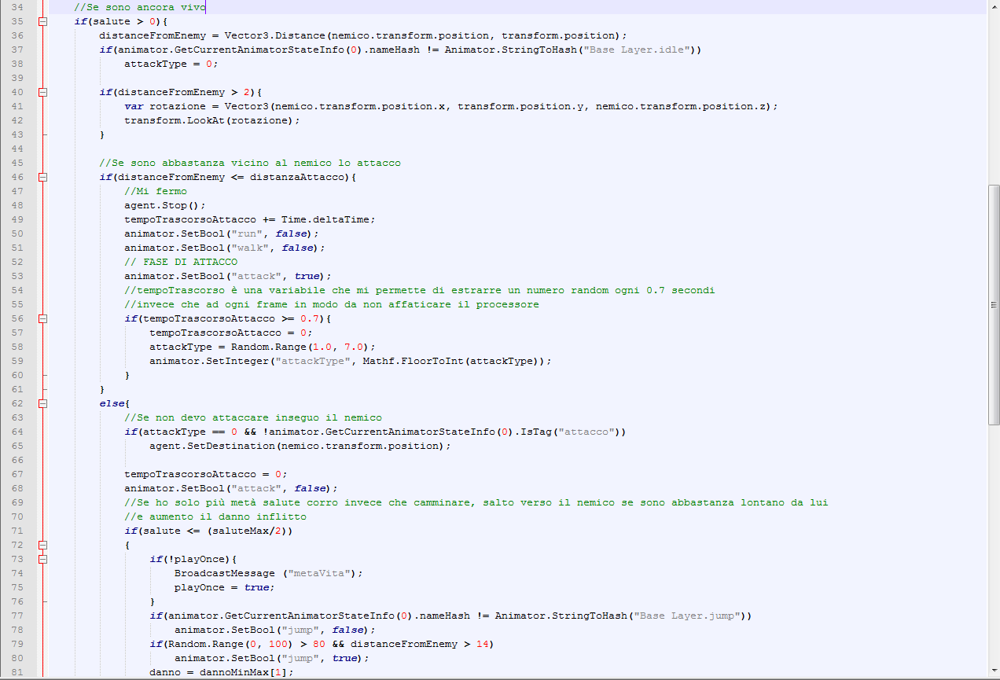 34 //Se sono ancora vivo
35 if(salute > 0){
36 distanceFromEnemy = Vector3.Distance(nemico.transform.position, transform.position);
37 if(animator.GetCurrentAnimatorStateInfo(0).nameHash != Animator.StringToHash("Base Layer.idle"))
38 attackType = 0;
39
40 if(distanceFromEnemy > 2){
41 var rotazione = Vector3(nemico.transform.position.x, transform.position.y, nemico.transform.position.z);
42 transform.LookAt(rotazione);
43 }
44
45 //Se sono abbastanza vicino al nemico lo attacco
46 if(distanceFromEnemy <= distanzaAttacco){
47 //Mi fermo
48 agent.Stop();
49 tempoTrascorsoAttacco += Time.deltaTime;
50 animator.SetBool("run", false);
51 animator.SetBool("walk", false);
52 // FASE DI ATTACCO
53 animator.SetBool("attack", true);
54 //tempoTrascorso è una variabile che mi permette di estrarre un numero random ogni 0.7 secondi
55 //invece che ad ogni frame in modo da non affaticare il processore
56 if(tempoTrascorsoAttacco >= 0.7){
57 tempoTrascorsoAttacco = 0;
58 attackType = Random.Range(1.0, 7.0);
59 animator.SetInteger("attackType", Mathf.FloorToInt(attackType));
60 }
61 }
62 else{
63 //Se non devo attaccare inseguo il nemico
64 if(attackType == 0 && !animator.GetCurrentAnimatorStateInfo(0).IsTag("attacco"))
65 agent.SetDestination(nemico.transform.position);
66
67 tempoTrascorsoAttacco = 0;
68 animator.SetBool("attack", false);
69 //Se ho solo più metà salute corro invece che camminare, salto verso il nemico se sono abbastanza lontano da lui
70 //e aumento il danno inflitto
71 if(salute <= (saluteMax/2))
72 {
73 if(!playOnce){
74 BroadcastMessage ("metaVita");
75 playOnce = true;
76 }
77 if(animator.GetCurrentAnimatorStateInfo(0).nameHash != Animator.StringToHash("Base Layer.jump"))
78 animator.SetBool("jump", false);
79 if(Random.Range(0, 100) > 80 && distanceFromEnemy > 14)
80 animator.SetBool("jump", true);
81 danno = dannoMinMax[1];